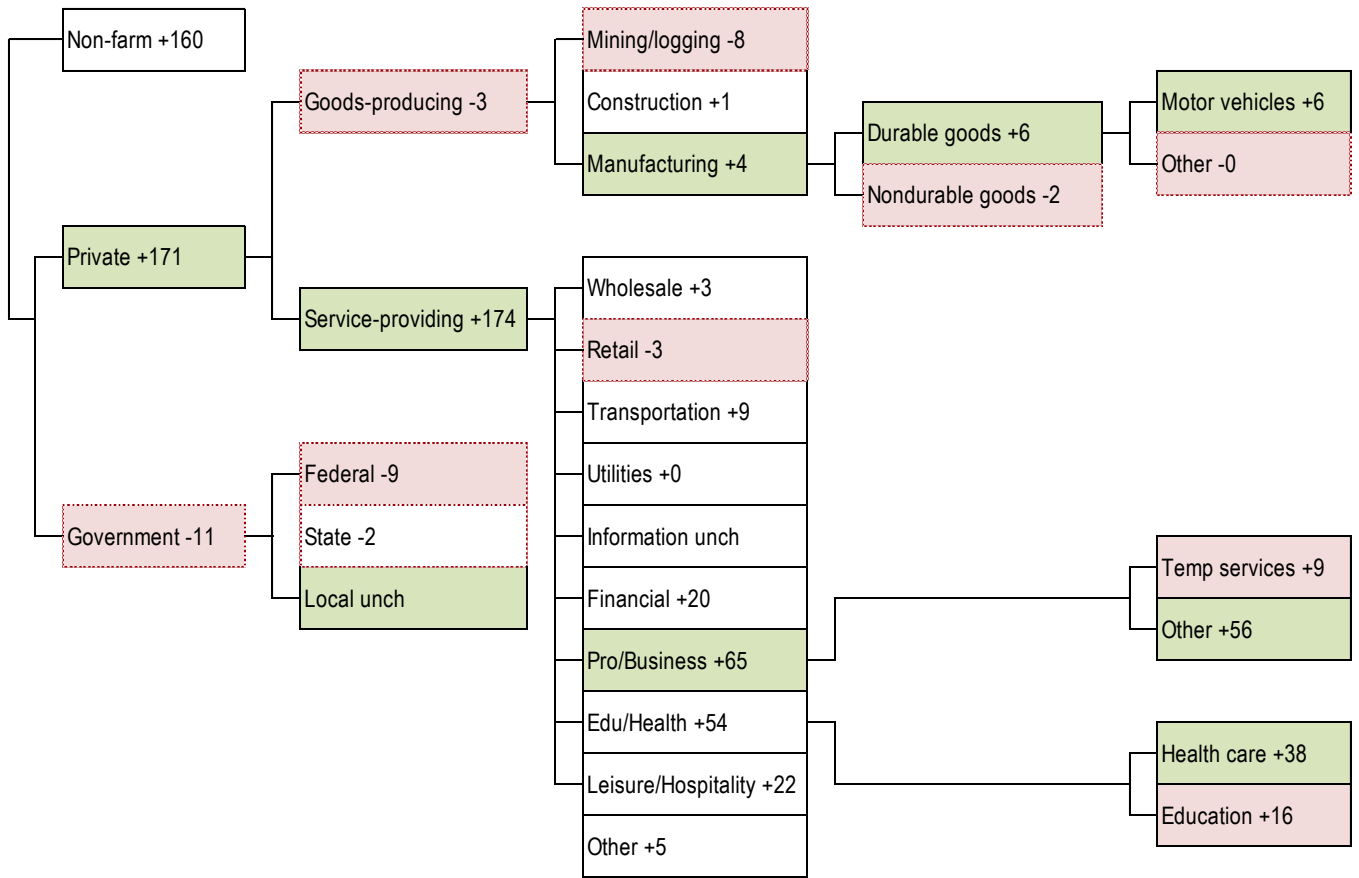 Non-farm +160
Private +171
Government -11
Goods-producing -3
Service-providing +174
Federal -9
State -2
Local unch
Mining/logging -8
Construction +1
Manufacturing +4
Wholesale +3
Retail -3
Transportation +9
Utilities +0
Information unch
Financial +20
Pro/Business +65
Edu/Health +54
Leisure/Hospitality +22
Other +5
Durable goods +6
Nondurable goods -2
Motor vehicles +6
Other -0
Temp services +9
Other +56
Health care +38
Education +16